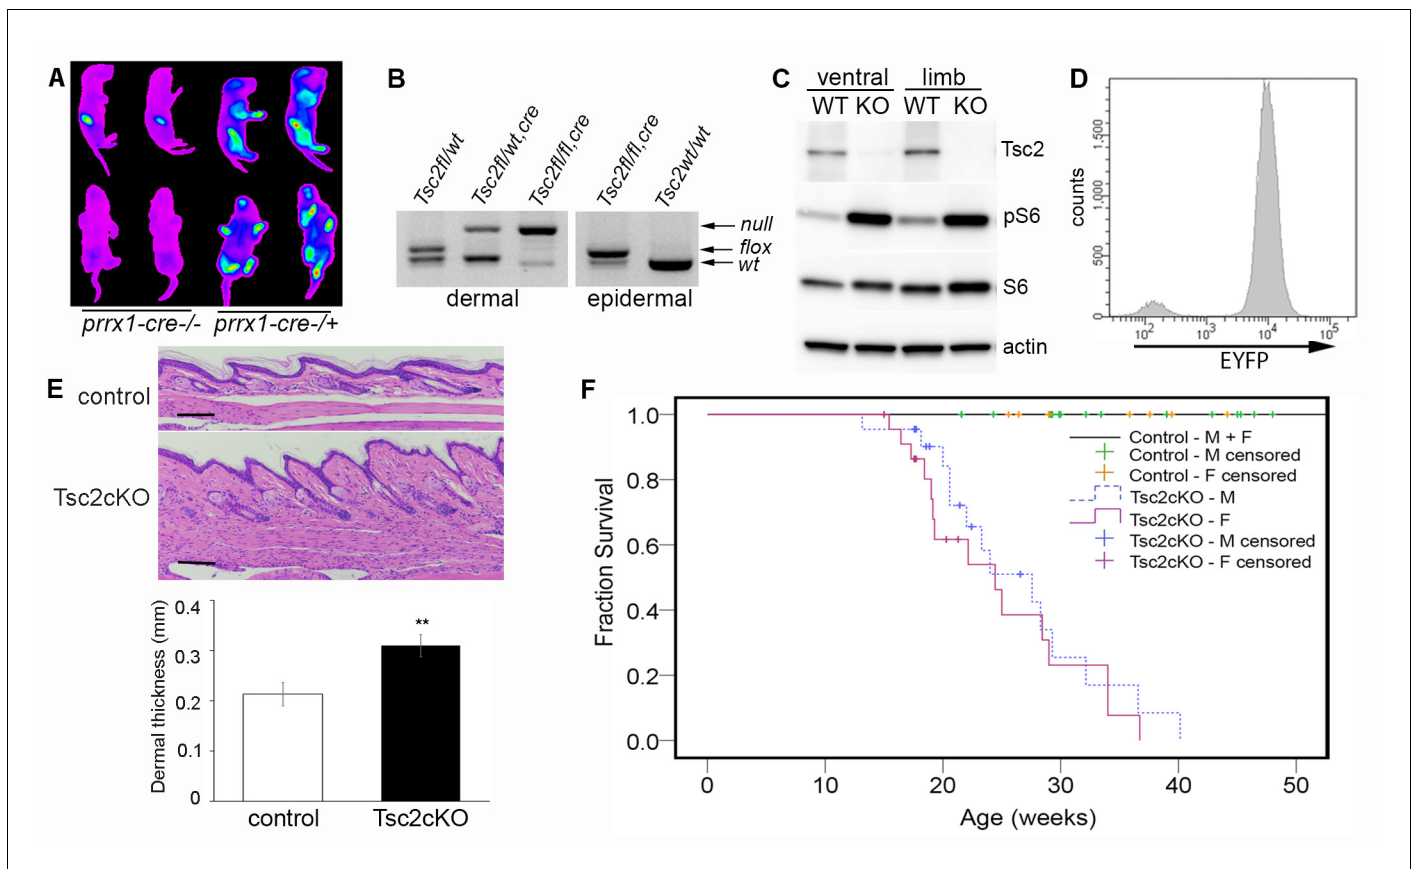 A
prrx1-cre-/-
prrx1-cre-/+
B
Tsc2fl/wt
Tsc2fl/wt,cre
Tsc2fl/fl,cre
Tsc2fl/fl,cre
Tsc2wt/wt
null
flox
wt
dermal
epidermal
C
ventral
limb
WT KO WT KO
Tsc2
pS6
S6
actin
D
counts
1,500
1,000
500
0
10²
10³
10⁴
10⁵
EYFP
E
control
Tsc2cKO
Dermal thickness (mm)
0.4
0.3
0.2
0.1
0
**
control
Tsc2cKO
F
Fraction Survival
1.0
0.8
0.6
0.4
0.2
0.0
Control - M + F
Control - M censored
Control - F censored
Tsc2cKO - M
Tsc2cKO - F
Tsc2cKO - M censored
Tsc2cKO - F censored
0 10 20 30 40 50
Age (weeks)